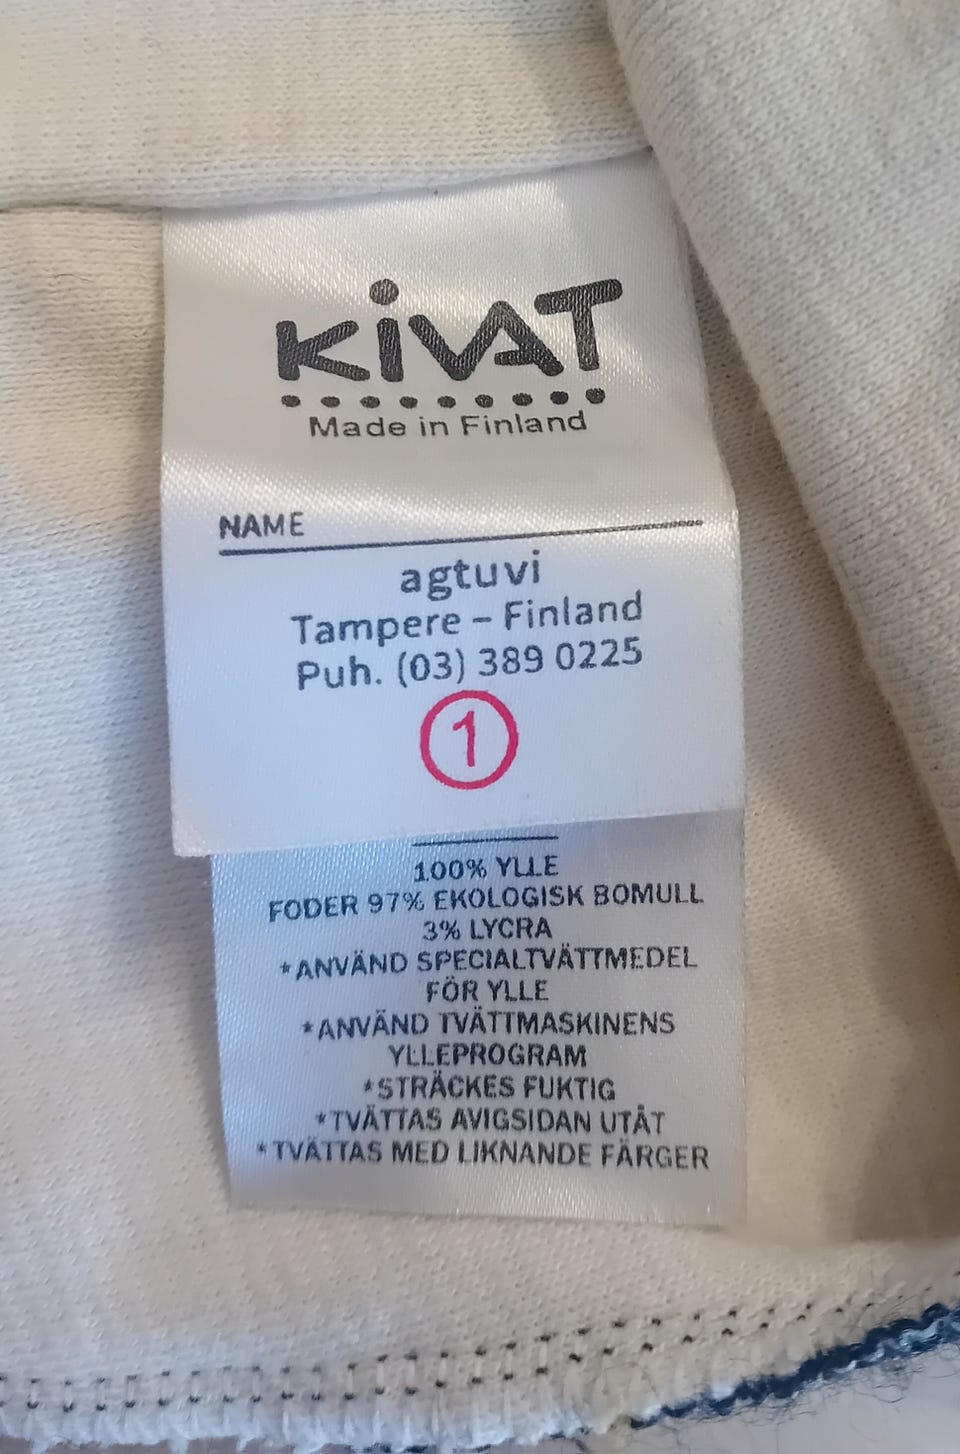 KiVAT
Made in Finland
NAME
agtuvi
Tampere – Finland
Puh. (03) 389 0225
1
100% YLLE
FODER 97% EKOLOGISK BOMULL
3% LYCRA
*ANVÄND SPECIALTVÄTTMEDEL
FÖR YLLE
*ANVÄND TVÄTTMASKINENS
YLLEPROGRAM
*STRÄCKES FUKTIG
*TVÄTTAS AVIGSIDAN UTÅT
*TVÄTTAS MED LIKNANDE FÄRGER